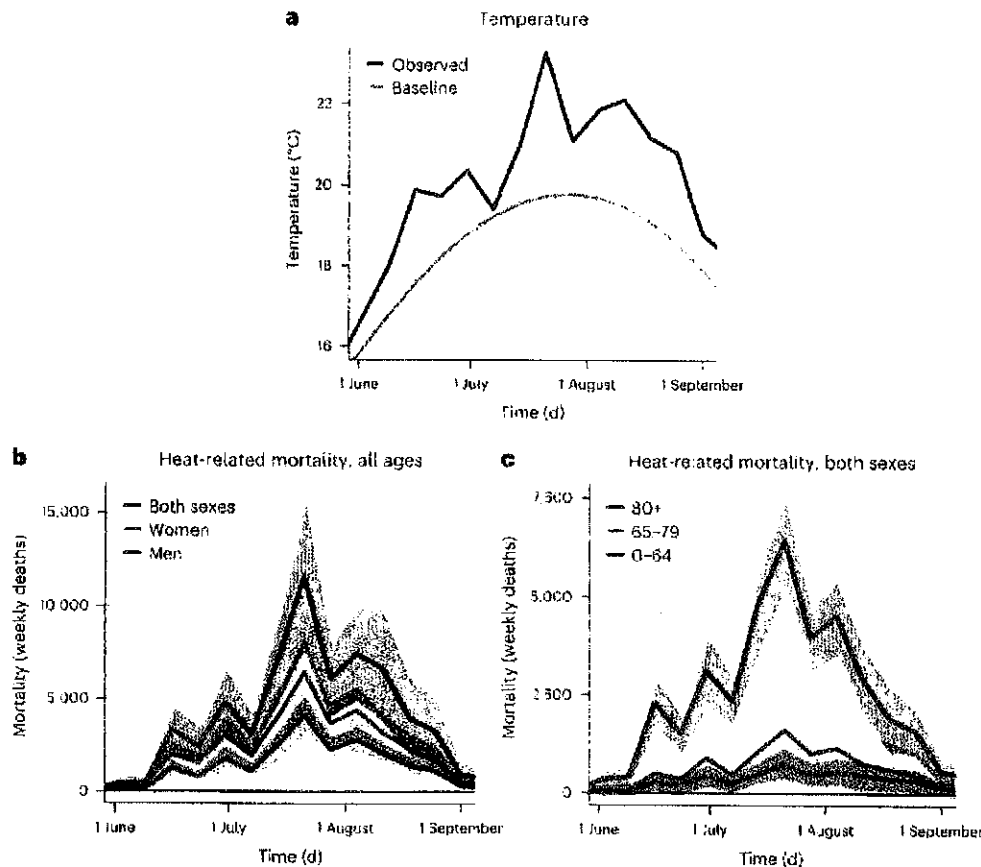 a Temperature
Observed
Baseline
22
20
18
16
Temperature (°C)
1 June 1 July 1 August 1 September
Time (d)
b Heat-related mortality, all ages
Both sexes
Women
Men
15,000
10,000
5,000
0
Mortality (weekly deaths)
1 June 1 July 1 August 1 September
Time (d)
c Heat-related mortality, both sexes
80+
65–79
0–64
7,500
5,000
2,500
0
Mortality (weekly deaths)
1 June 1 July 1 August 1 September
Time (d)